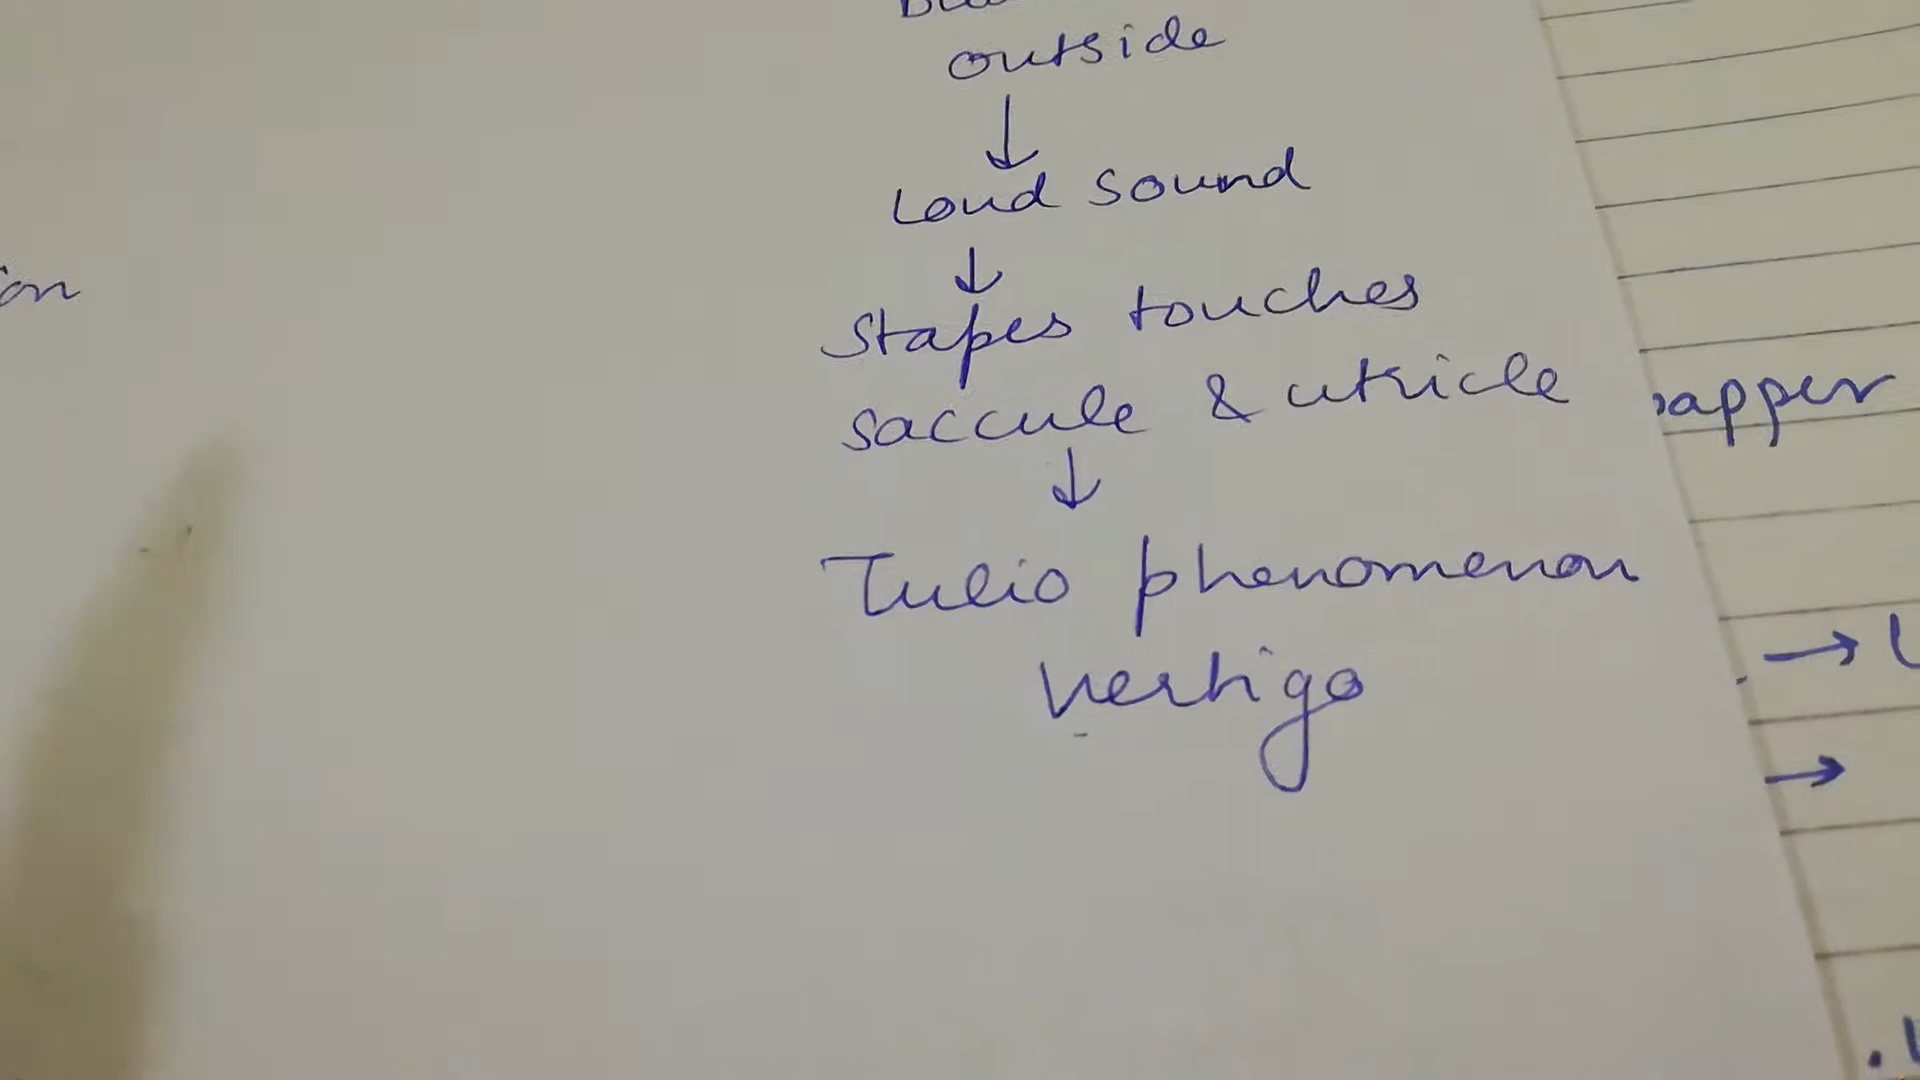 outside
↓
Loud sound
↓
Stapes touches
saccule & utricle
↓
Tulio phenomenon
vertigo
→
→